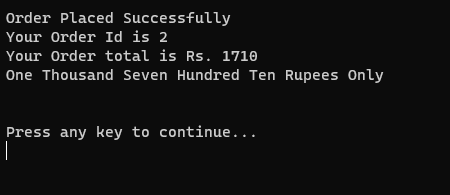 Order Placed Successfully
Your Order Id is 2
Your Order total is Rs. 1710
One Thousand Seven Hundred Ten Rupees Only
Press any key to continue...